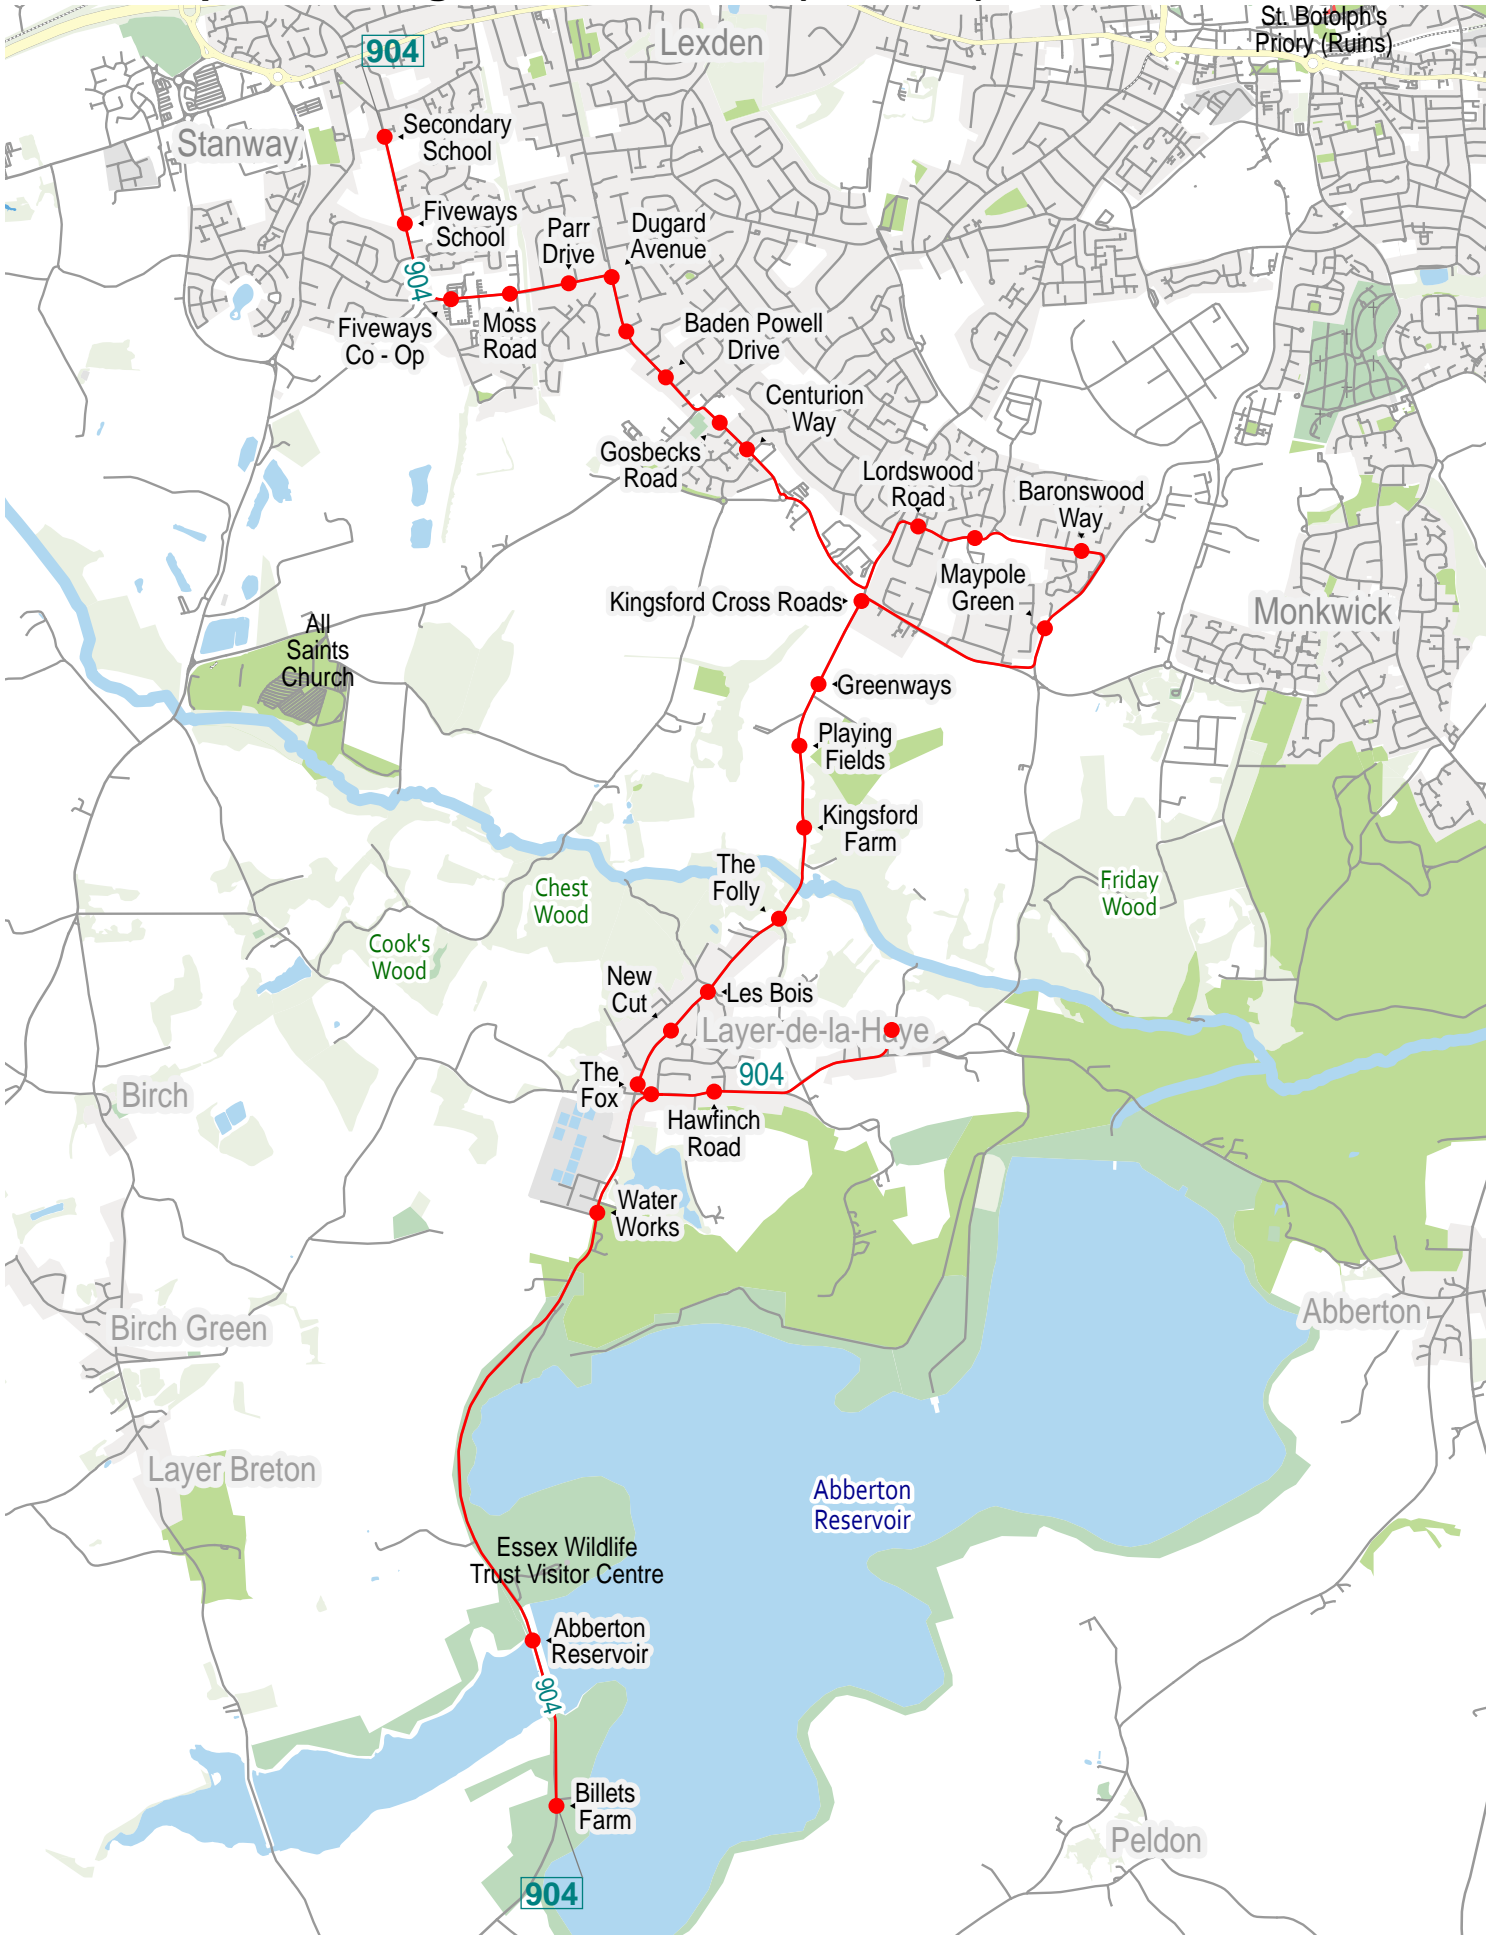 St. Botolph's
Priory (Ruins)
Lexden
904
Stanway
Secondary
School
Fiveways
School
Parr
Drive
Dugard
Avenue
904
Fiveways
Co - Op
Moss
Road
Baden Powell
Drive
Centurion
Way
Gosbecks
Road
Lordswood
Road
Baronswood
Way
Maypole
Green
Kingsford Cross Roads
Monkwick
All
Saints
Church
Greenways
Playing
Fields
Kingsford
Farm
The
Folly
Chest
Wood
Friday
Wood
Cook's
Wood
New
Cut
Les Bois
Layer-de-la-Haye
The
Fox
904
Birch
Hawfinch
Road
Water
Works
Birch Green
Abberton
Layer Breton
Abberton
Reservoir
Essex Wildlife
Trust Visitor Centre
Abberton
Reservoir
904
Billets
Farm
Peldon
904